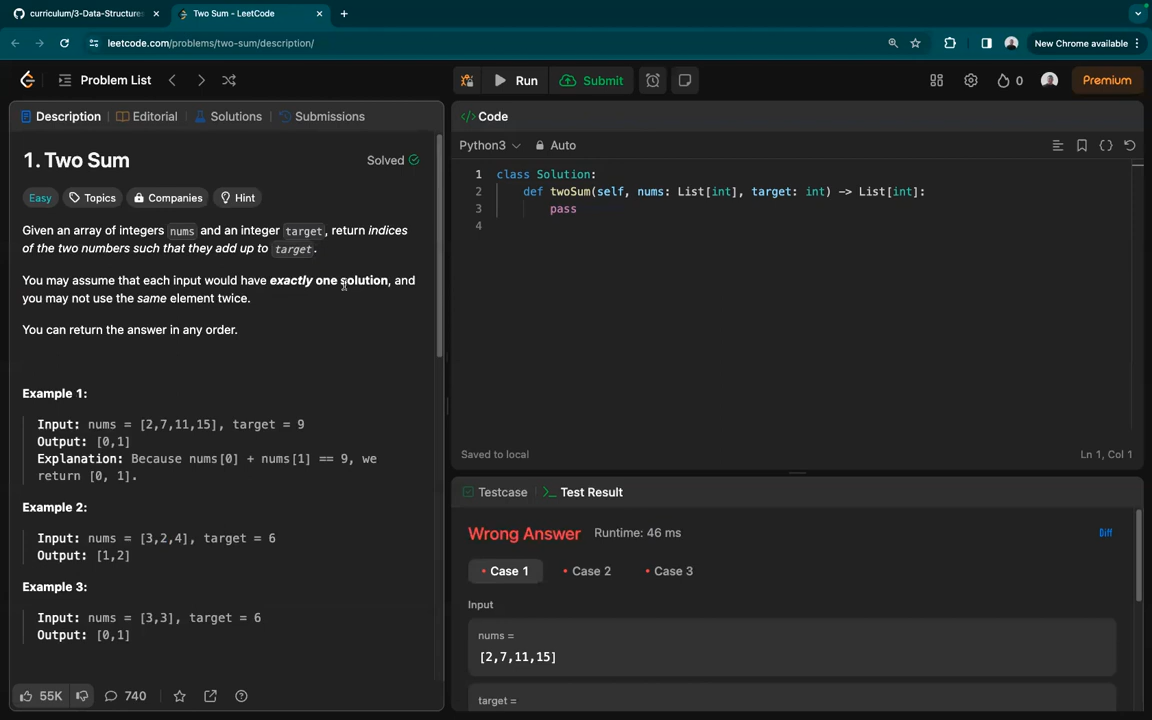 curriculum/3-Data-Structures
Two Sum - LeetCode
leetcode.com/problems/two-sum/description/
New Chrome available
Problem List
Run
Submit
0
Premium
Description
Editorial
Solutions
Submissions
1. Two Sum
Solved
Easy
Topics
Companies
Hint
Given an array of integers nums and an integer target, return indices
of the two numbers such that they add up to target.
You may assume that each input would have exactly one solution, and
you may not use the same element twice.
You can return the answer in any order.
Example 1:
Input: nums = [2,7,11,15], target = 9
Output: [0,1]
Explanation: Because nums[0] + nums[1] == 9, we
return [0, 1].
Example 2:
Input: nums = [3,2,4], target = 6
Output: [1,2]
Example 3:
Input: nums = [3,3], target = 6
Output: [0,1]
55K
740
</> Code
Python3
Auto
1 class Solution:
2 def twoSum(self, nums: List[int], target: int) -> List[int]:
3 pass
4
Saved to local
Ln 1, Col 1
Testcase
Test Result
Wrong Answer
Runtime: 46 ms
Diff
• Case 1
• Case 2
• Case 3
Input
nums =
[2,7,11,15]
target =